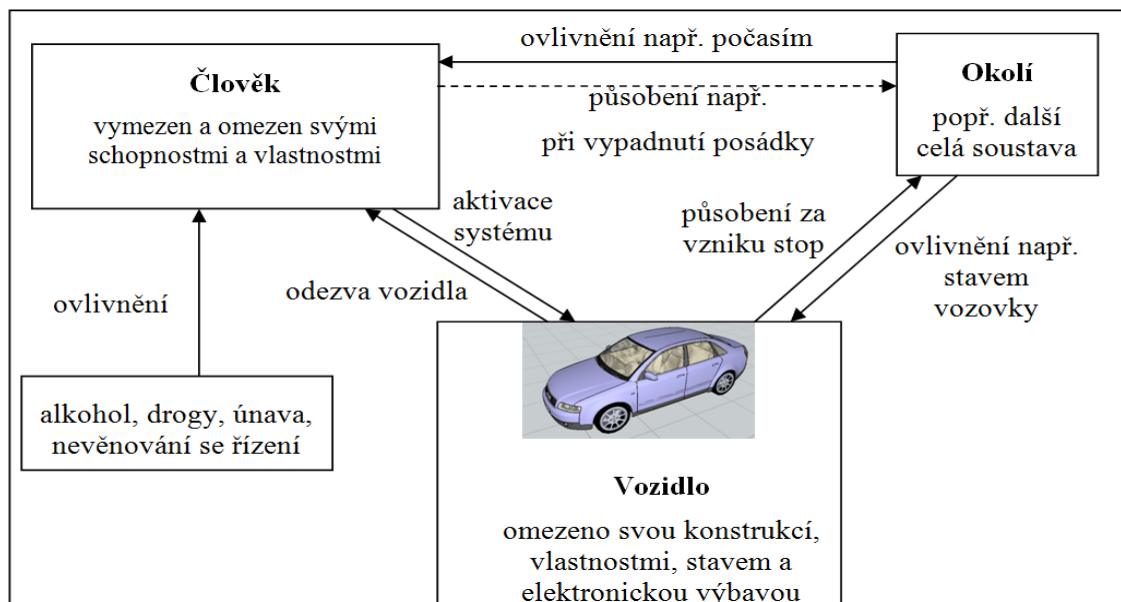 ovlivnění např. počasím
Člověk
vymezen a omezen svými
schopnostmi a vlastnostmi
působení např.
při vypadnutí posádky
Okolí
popř. další
celá soustava
aktivace
systému
odezva vozidla
působení za
vzniku stop
ovlivnění např.
stavem
vozovky
ovlivnění
alkohol, drogy, únava,
nevěnování se řízení
Vozidlo
omezeno svou konstrukcí,
vlastnostmi, stavem a
elektronickou výbavou